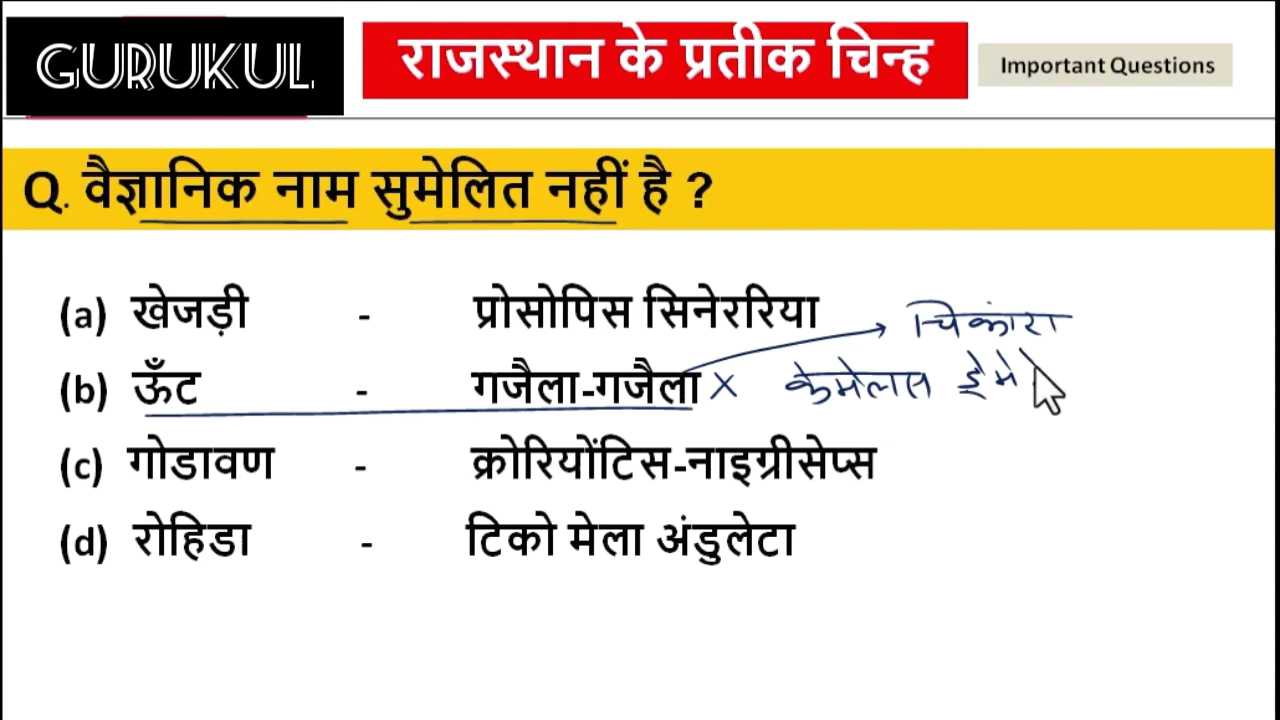 GURUKUL
राजस्थान के प्रतीक चिन्ह
Important Questions
Q. वैज्ञानिक नाम सुमेलित नहीं है ?
(a) खेजड़ी - प्रोसोपिस सिनेररिया
चिकांरा
(b) ऊँट - गजैला-गजैला X केमेलस ड्रेमे
(c) गोडावण - क्रोरियोंटिस-नाइग्रीसेप्स
(d) रोहिडा - टिको मेला अंडुलेटा